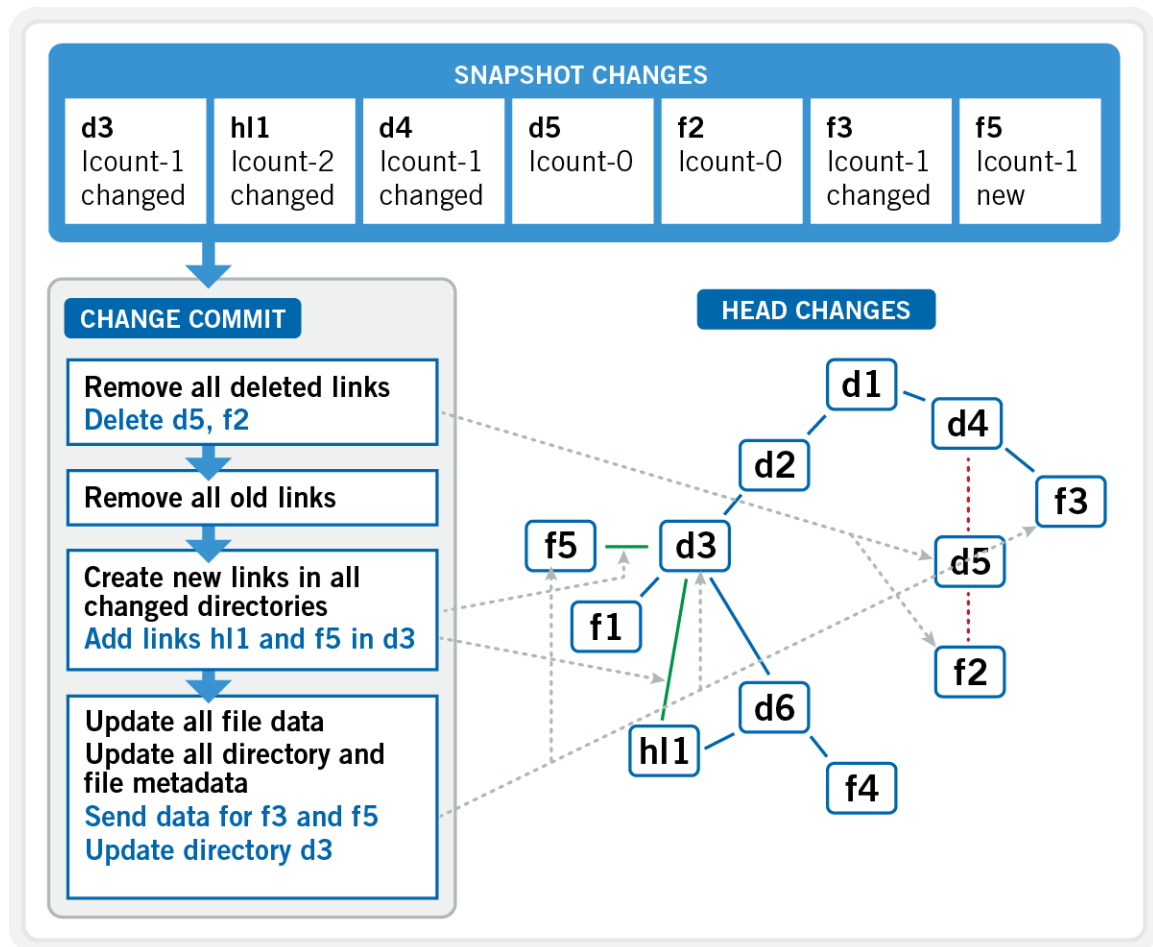 SNAPSHOT CHANGES
d3
lcount-1
changed
hl1
lcount-2
changed
d4
lcount-1
changed
d5
lcount-0
f2
lcount-0
f3
lcount-1
changed
f5
lcount-1
new
CHANGE COMMIT
Remove all deleted links
Delete d5, f2
Remove all old links
Create new links in all
changed directories
Add links hl1 and f5 in d3
Update all file data
Update all directory and
file metadata
Send data for f3 and f5
Update directory d3
HEAD CHANGES
d1
d4
d2
f3
f5
d3
d5
f1
f2
d6
hl1
f4